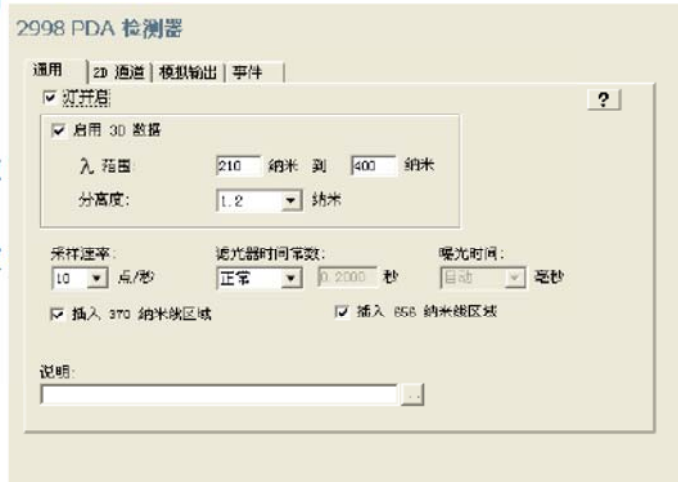 2998 PDA 检测器
通用 2D 通道 模拟输出 事件
灯开启
?
启用 3D 数据
λ 范围: 210 纳米 到 400 纳米
分离度: 1.2 纳米
采样速率: 滤光器时间常数: 曝光时间:
10 点/秒 正常 0.2000 秒 自动 毫秒
插入 370 纳米线区域 插入 656 纳米线区域
说明:
..